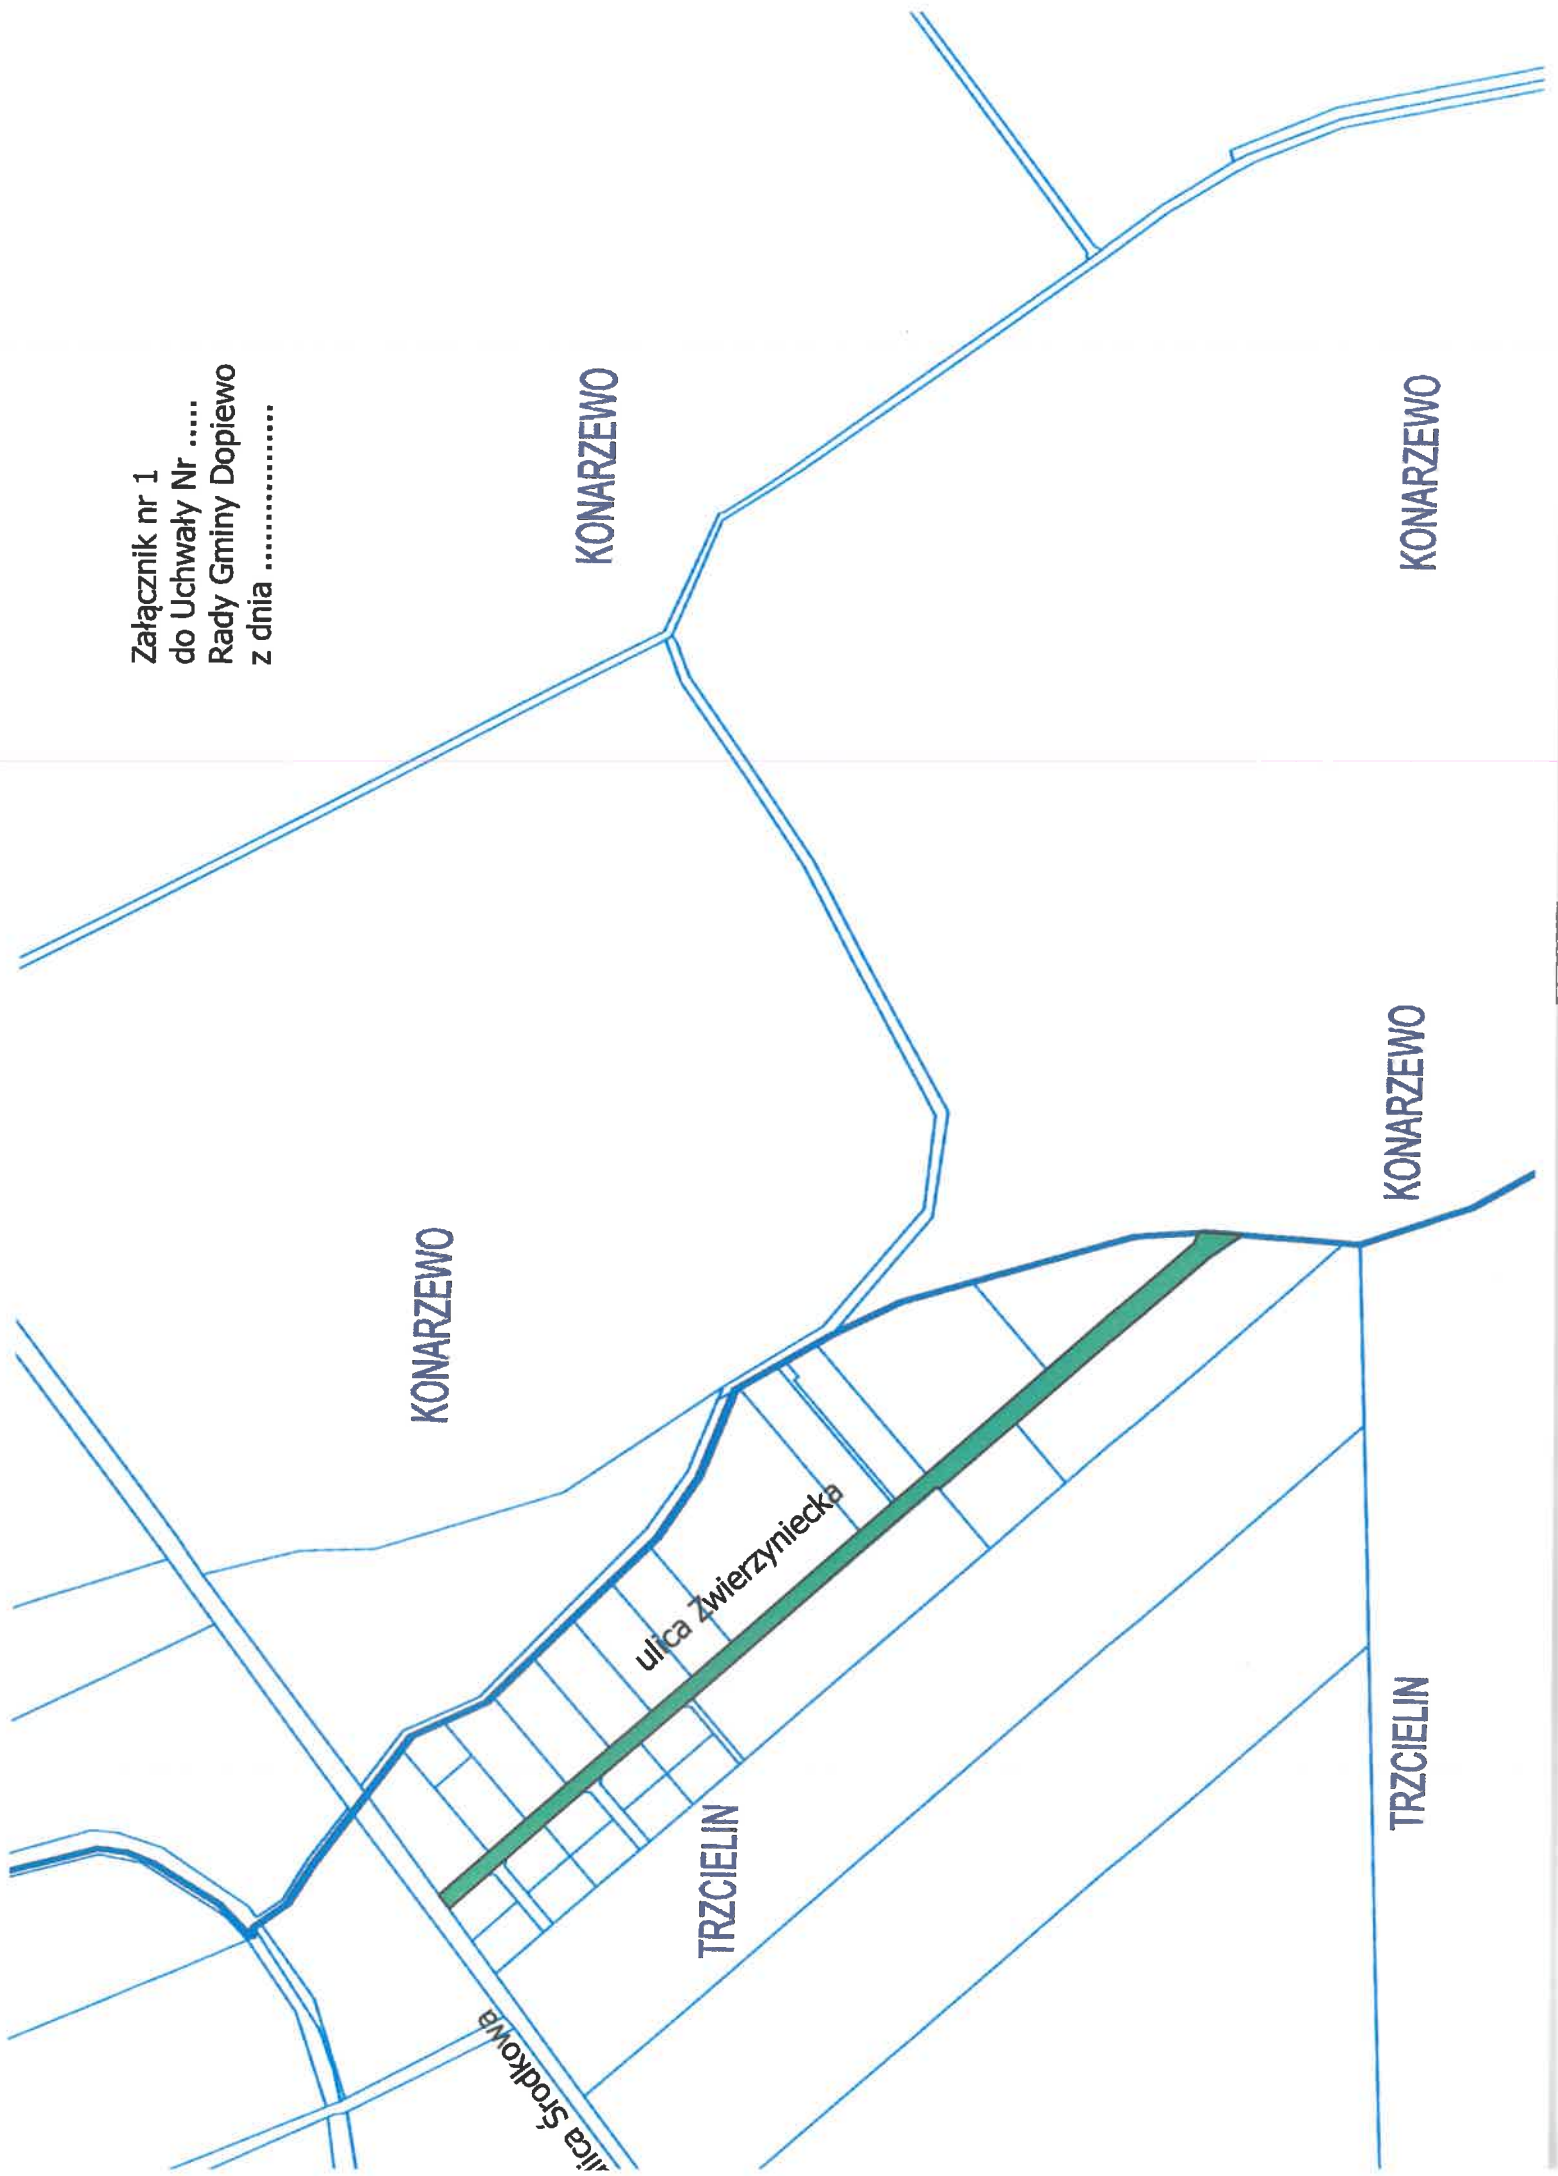 Załącznik nr 1
do Uchwały Nr .....
Rady Gminy Dopiewo
z dnia ..................
KONARZEWO
KONARZEWO
KONARZEWO
KONARZEWO
ulica Zwierzyniecka
TRZCIELIN
TRZCIELIN
ulica Środkowa